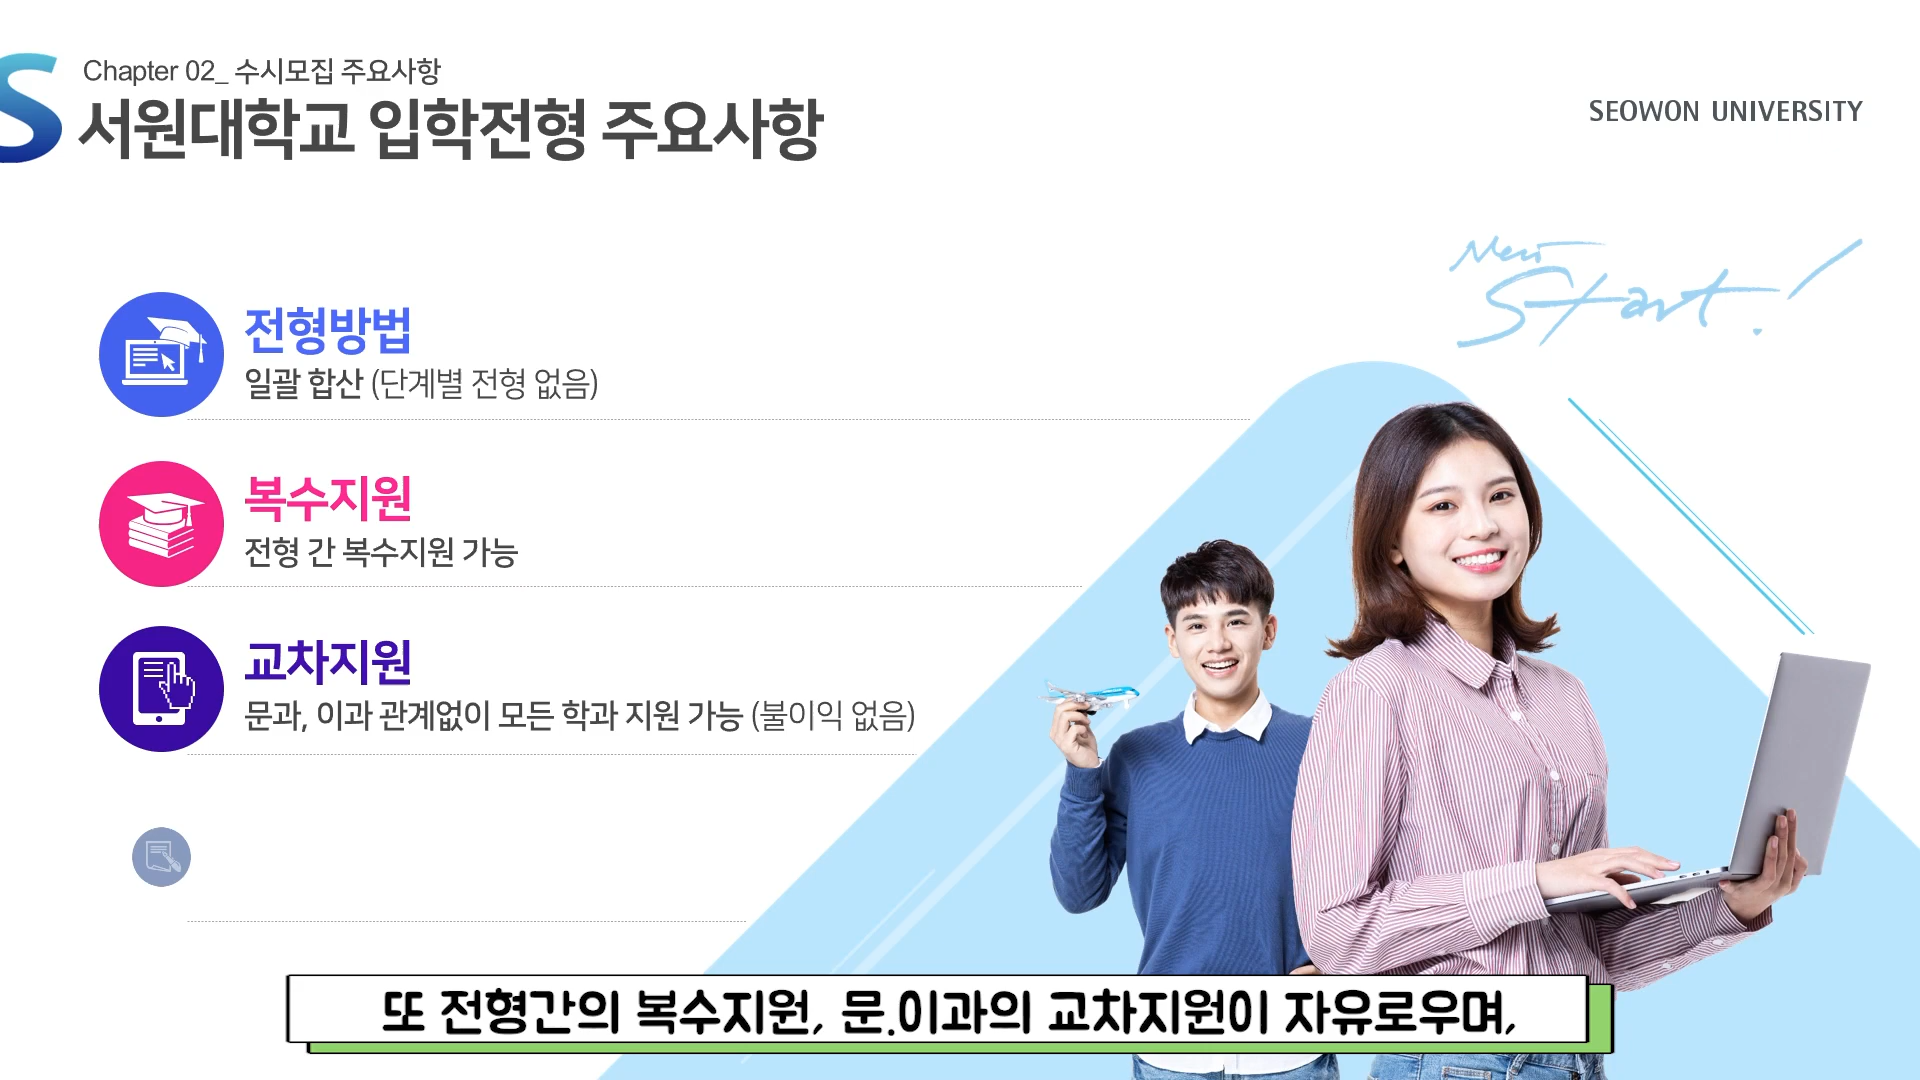 Chapter 02_ 수시모집 주요사항
S 서원대학교 입학전형 주요사항
SEOWON UNIVERSITY
New
Start!
전형방법
일괄 합산 (단계별 전형 없음)
복수지원
전형 간 복수지원 가능
교차지원
문과, 이과 관계없이 모든 학과 지원 가능 (불이익 없음)
또 전형간의 복수지원, 문.이과의 교차지원이 자유로우며,